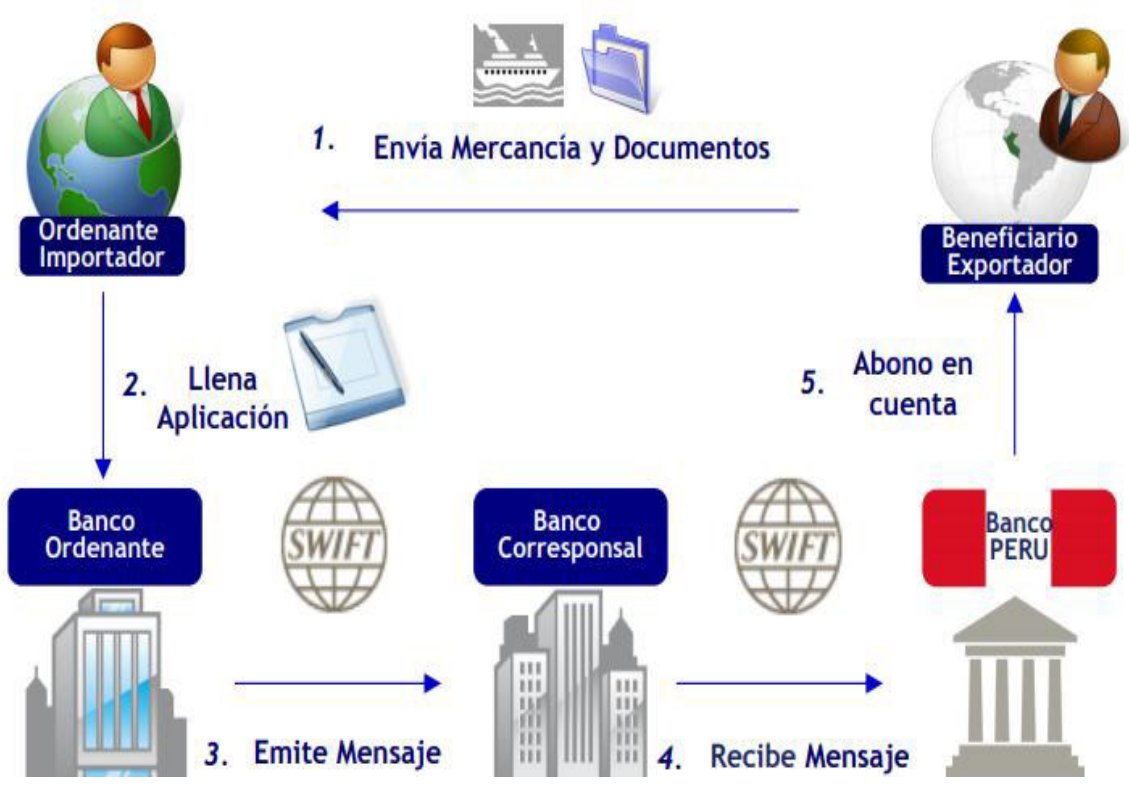 1. Envía Mercancía y Documentos
Ordenante
Importador
Beneficiario
Exportador
2. Llena
Aplicación
5. Abono en
cuenta
Banco
Ordenante
SWIFT
Banco
Corresponsal
SWIFT
Banco
PERU
3. Emite Mensaje
4. Recibe Mensaje